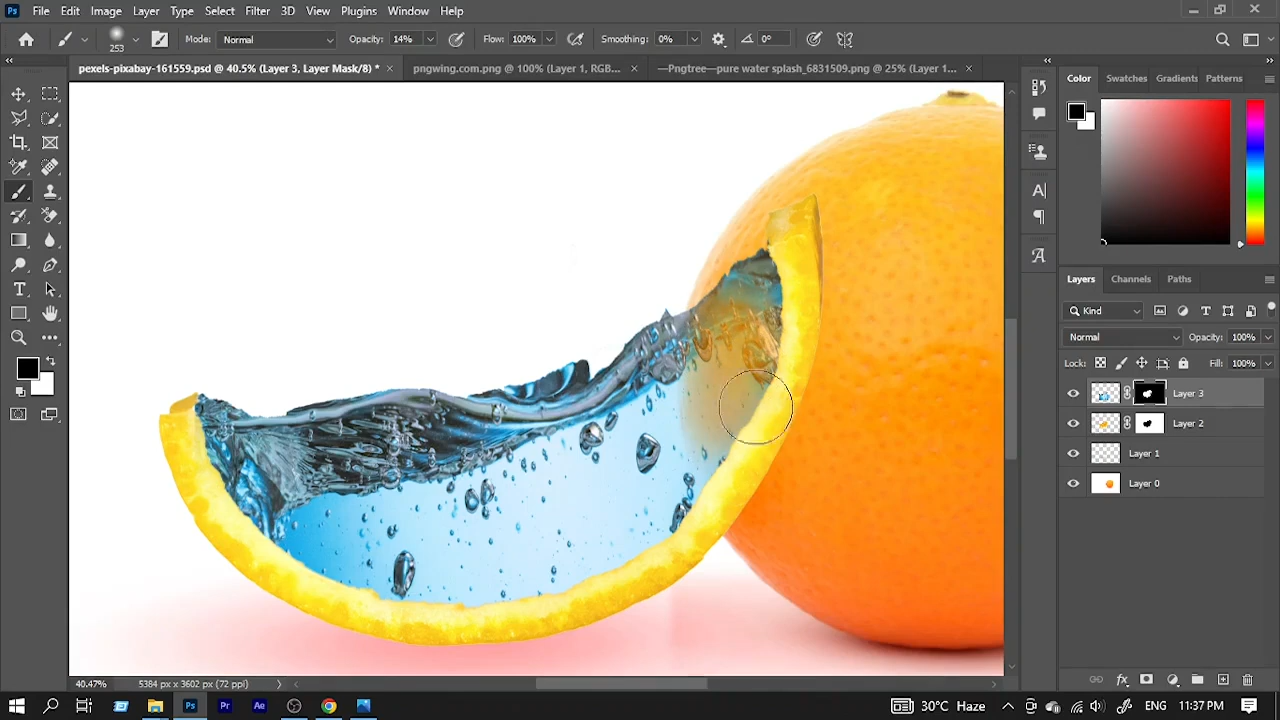 Ps File Edit Image Layer Type Select Filter 3D View Plugins Window Help
253 Mode: Normal Opacity: 14% Flow: 100% Smoothing: 0% 0°
pexels-pixabay-161559.psd @ 40.5% (Layer 3, Layer Mask/8) * × pngwing.com.png @ 100% (Layer 1, RGB... × —Pngtree—pure water splash_6831509.png @ 25% (Layer 1... ×
Color Swatches Gradients Patterns
Layers Channels Paths
Kind
Normal Opacity: 100%
Lock: Fill: 100%
Layer 3
Layer 2
Layer 1
Layer 0
40.47% 5384 px x 3602 px (72 ppi)
Ps Pr Ae 30°C Haze ENG 11:37 PM